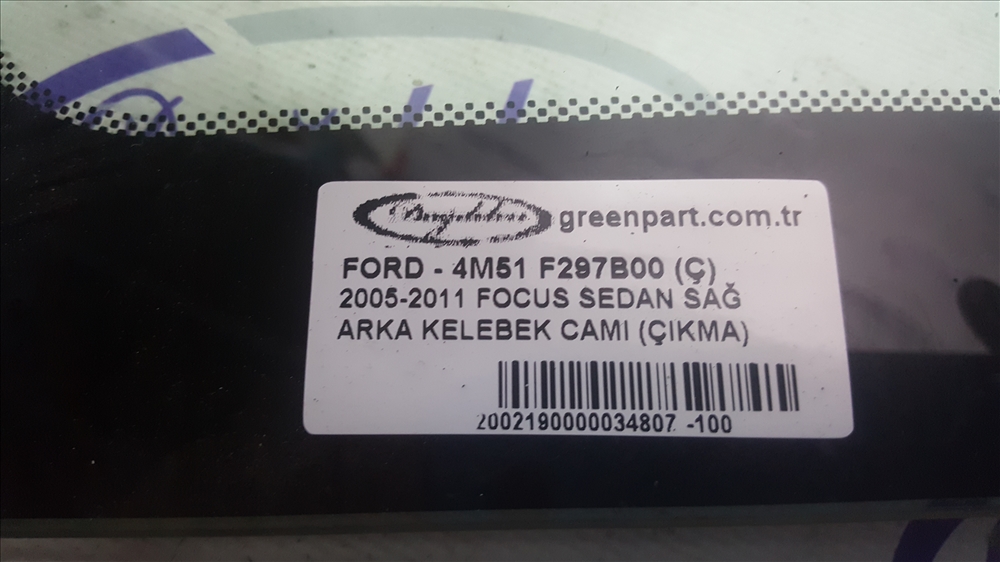 greenpart.com.tr
FORD - 4M51 F297B00 (Ç)
2005-2011 FOCUS SEDAN SAĞ
ARKA KELEBEK CAMI (ÇIKMA)
2002190000034807 -100